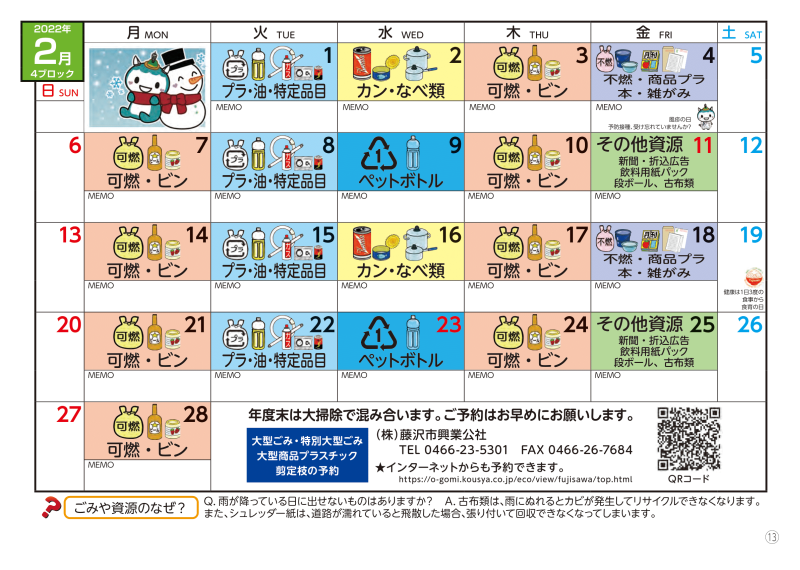 2022年
2月
4ブロック
日 SUN
月 MON
火 TUE
水 WED
木 THU
金 FRI
土 SAT
1
プラ
プラ・油・特定品目
MEMO
2
カン・なべ類
MEMO
3
可燃
可燃・ビン
MEMO
4
不燃
月刊
不燃・商品プラ
本・雑がみ
MEMO
風疹の日
予防接種、受け忘れていませんか?
5
6
7
可燃
可燃・ビン
MEMO
8
プラ
プラ・油・特定品目
MEMO
9
1
ペットボトル
MEMO
10
可燃
可燃・ビン
MEMO
その他資源 11
新聞・折込広告
飲料用紙パック
段ボール、古布類
MEMO
12
13
14
可燃
可燃・ビン
MEMO
15
プラ
プラ・油・特定品目
MEMO
16
カン・なべ類
MEMO
17
可燃
可燃・ビン
MEMO
18
不燃
月刊
不燃・商品プラ
本・雑がみ
MEMO
19
健康は1日3度の
食事から
食育の日
20
21
可燃
可燃・ビン
MEMO
22
プラ
プラ・油・特定品目
MEMO
23
1
ペットボトル
MEMO
24
可燃
可燃・ビン
MEMO
その他資源 25
新聞・折込広告
飲料用紙パック
段ボール、古布類
MEMO
26
27
28
可燃
可燃・ビン
MEMO
年度末は大掃除で混み合います。ご予約はお早めにお願いします。
大型ごみ・特別大型ごみ
大型商品プラスチック
剪定枝の予約
(株)藤沢市興業公社
TEL 0466-23-5301 FAX 0466-26-7684
★インターネットからも予約できます。
https://o-gomi.kousya.co.jp/eco/view/fujisawa/top.html
QRコード
ごみや資源のなぜ?
Q. 雨が降っている日に出せないものはありますか? A. 古布類は、雨にぬれるとカビが発生してリサイクルできなくなります。
また、シュレッダー紙は、道路が濡れていると飛散した場合、張り付いて回収できなくなってしまいます。
13